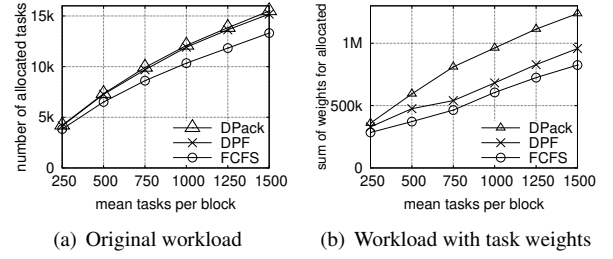 number of allocated tasks
15k
10k
5k
0
DPack
DPF
FCFS
250 500 750 1000 1250 1500
mean tasks per block
(a) Original workload
sum of weights for allocated
1M
500k
0
DPack
DPF
FCFS
250 500 750 1000 1250 1500
mean tasks per block
(b) Workload with task weights